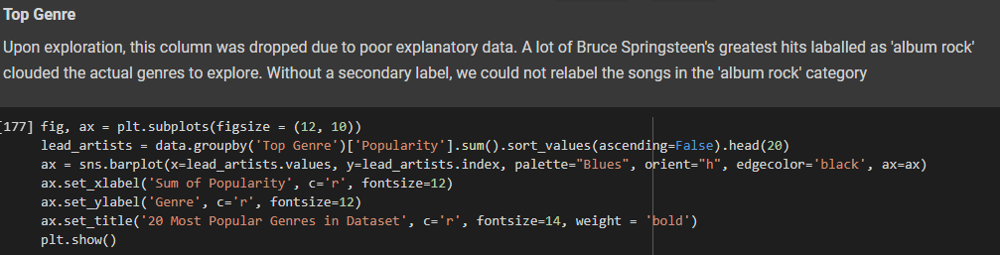 Top Genre
Upon exploration, this column was dropped due to poor explanatory data. A lot of Bruce Springsteen's greatest hits laballed as 'album rock'
clouded the actual genres to explore. Without a secondary label, we could not relabel the songs in the 'album rock' category
[177] fig, ax = plt.subplots(figsize = (12, 10))
lead_artists = data.groupby('Top Genre')['Popularity'].sum().sort_values(ascending=False).head(20)
ax = sns.barplot(x=lead_artists.values, y=lead_artists.index, palette="Blues", orient="h", edgecolor='black', ax=ax)
ax.set_xlabel('Sum of Popularity', c='r', fontsize=12)
ax.set_ylabel('Genre', c='r', fontsize=12)
ax.set_title('20 Most Popular Genres in Dataset', c='r', fontsize=14, weight = 'bold')
plt.show()